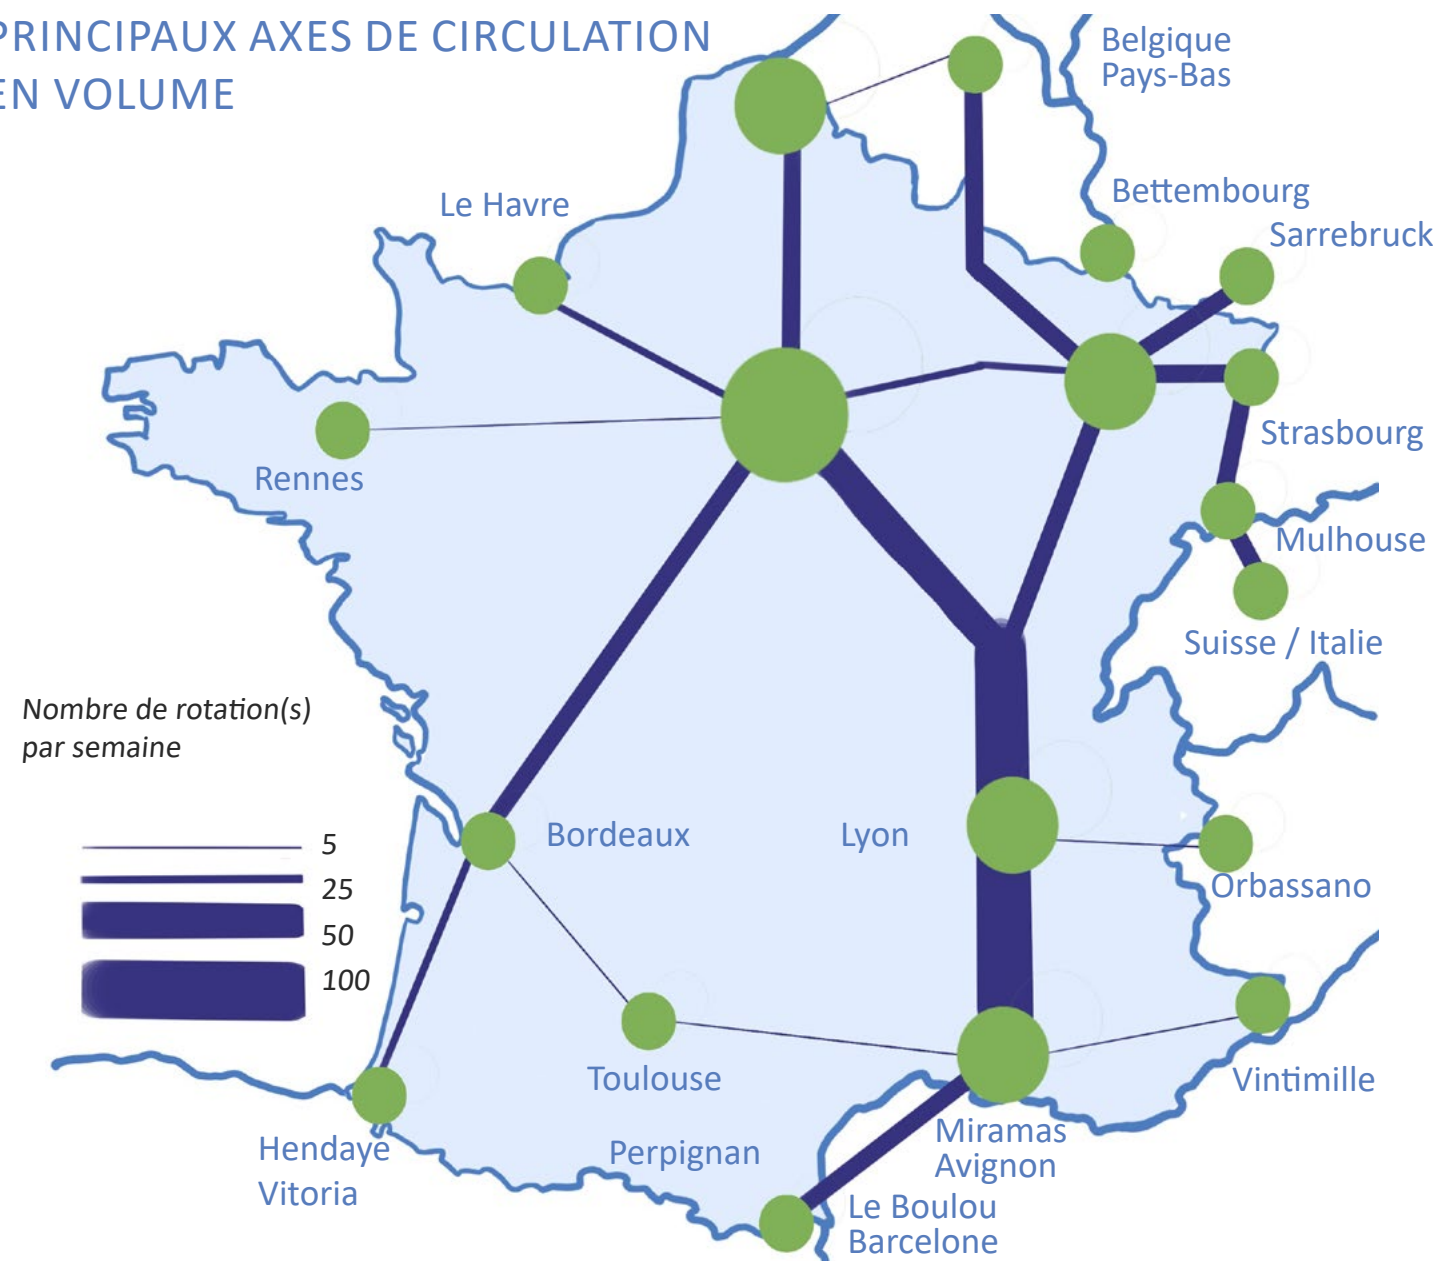 PRINCIPAUX AXES DE CIRCULATION
EN VOLUME
Belgique
Pays-Bas
Bettembourg
Le Havre
Sarrebruck
Strasbourg
Rennes
Mulhouse
Suisse / Italie
Nombre de rotation(s)
par semaine
5
25
50
100
Bordeaux
Lyon
Orbassano
Toulouse
Vintimille
Hendaye
Vitoria
Perpignan
Miramas
Avignon
Le Boulou
Barcelone